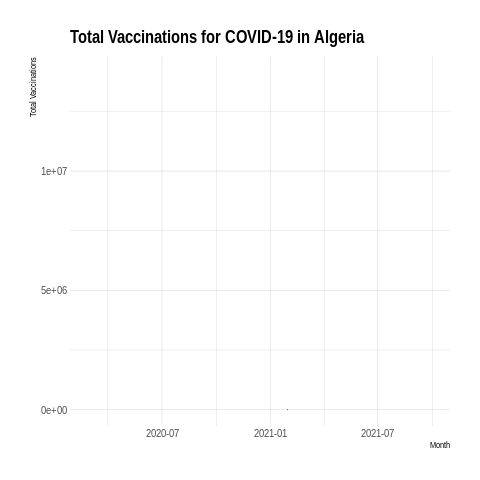 Total Vaccinations for COVID-19 in Algeria
Total Vaccinations
1e+07
5e+06
0e+00
2020-07 2021-01 2021-07
Month